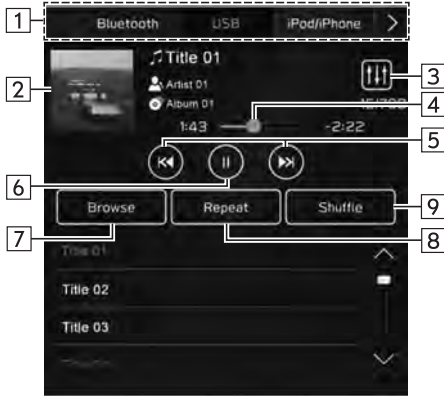 1
Bluetooth USB iPod/iPhone
2
Title 01
3
Artist 01
4
Album 01
1:43 -2:22
5
6
Browse Repeat Shuffle
9
7
8
Title 01
Title 02
Title 03